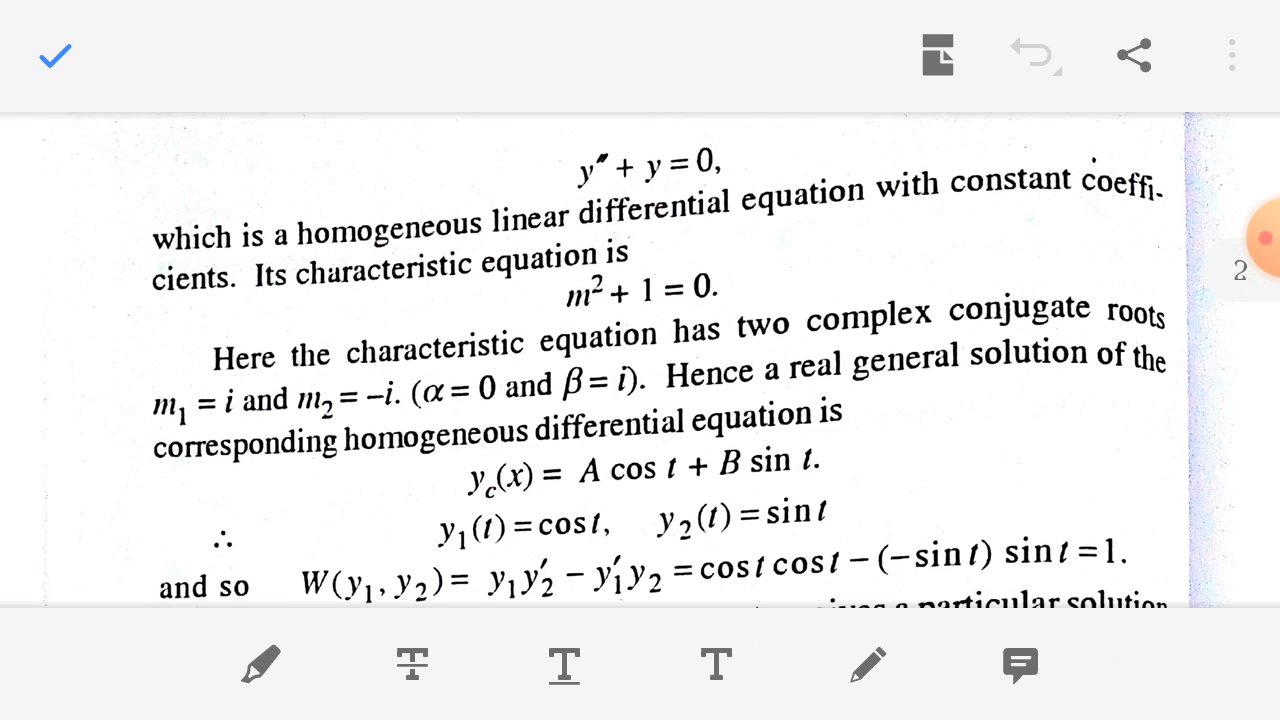 y″ + y = 0,
which is a homogeneous linear differential equation with constant coeffi-
cients. Its characteristic equation is
m² + 1 = 0.
Here the characteristic equation has two complex conjugate roots
m₁ = i and m₂ = –i. (α = 0 and β = i). Hence a real general solution of the
corresponding homogeneous differential equation is
y_c(x) = A cos t + B sin t.
∴ y₁(t) = cos t, y₂(t) = sin t
and so W(y₁, y₂) = y₁y₂′ − y₁′y₂ = cos t cos t − (−sin t) sin t = 1.
a particular solution
2
T
T
T